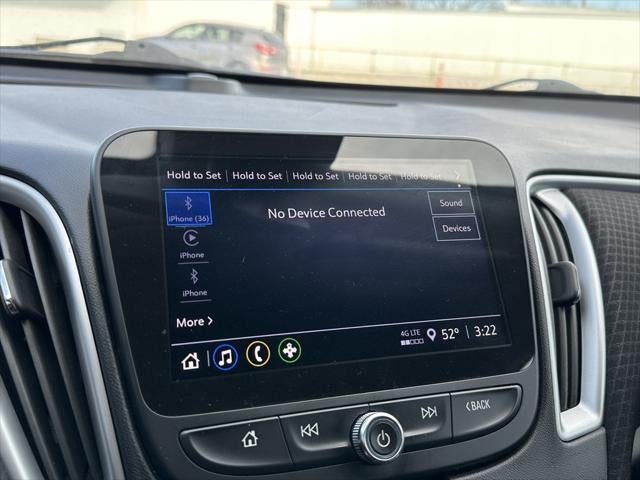 Hold to Set Hold to Set Hold to Set Hold to Set Hold to Set
iPhone (36)
No Device Connected
Sound
Devices
iPhone
iPhone
More
4G LTE
52° 3:22
BACK